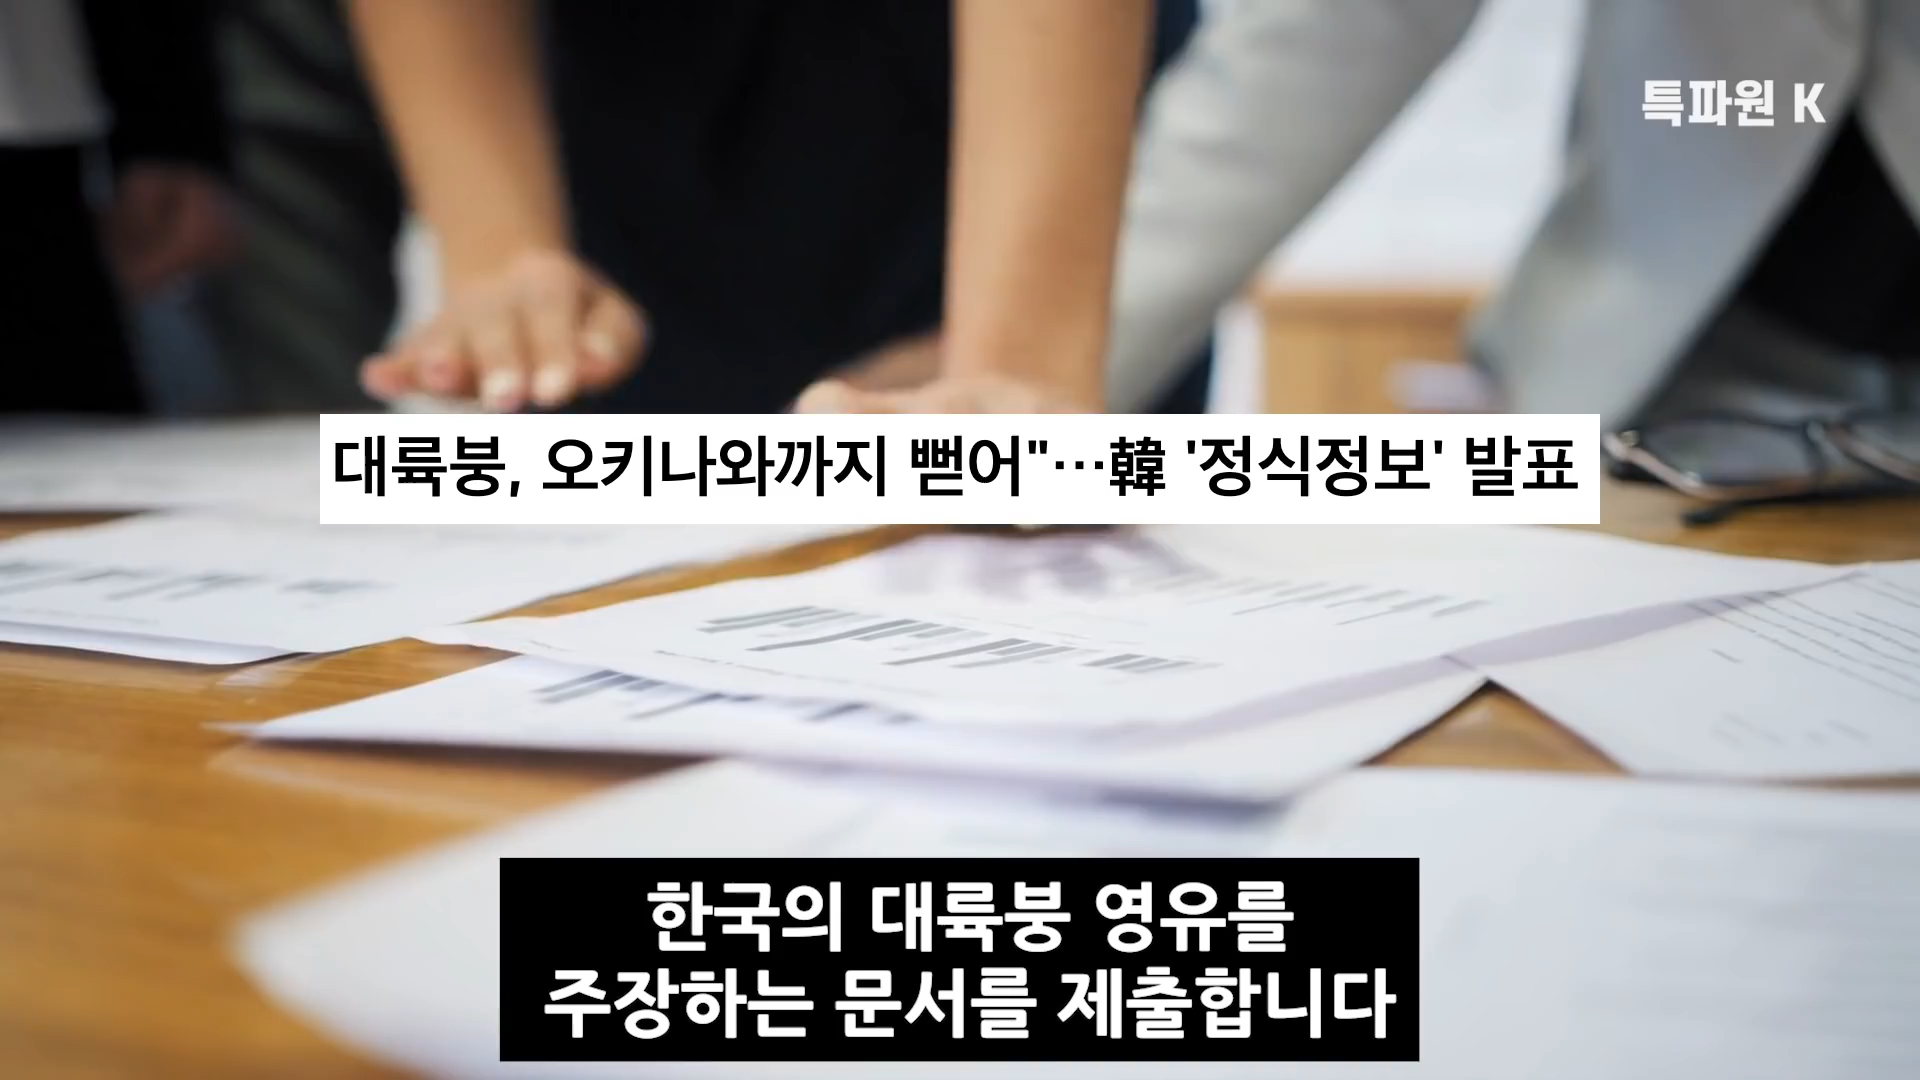 특파원 K
대륙붕, 오키나와까지 뻗어"…韓 '정식정보' 발표
한국의 대륙붕 영유를
주장하는 문서를 제출합니다